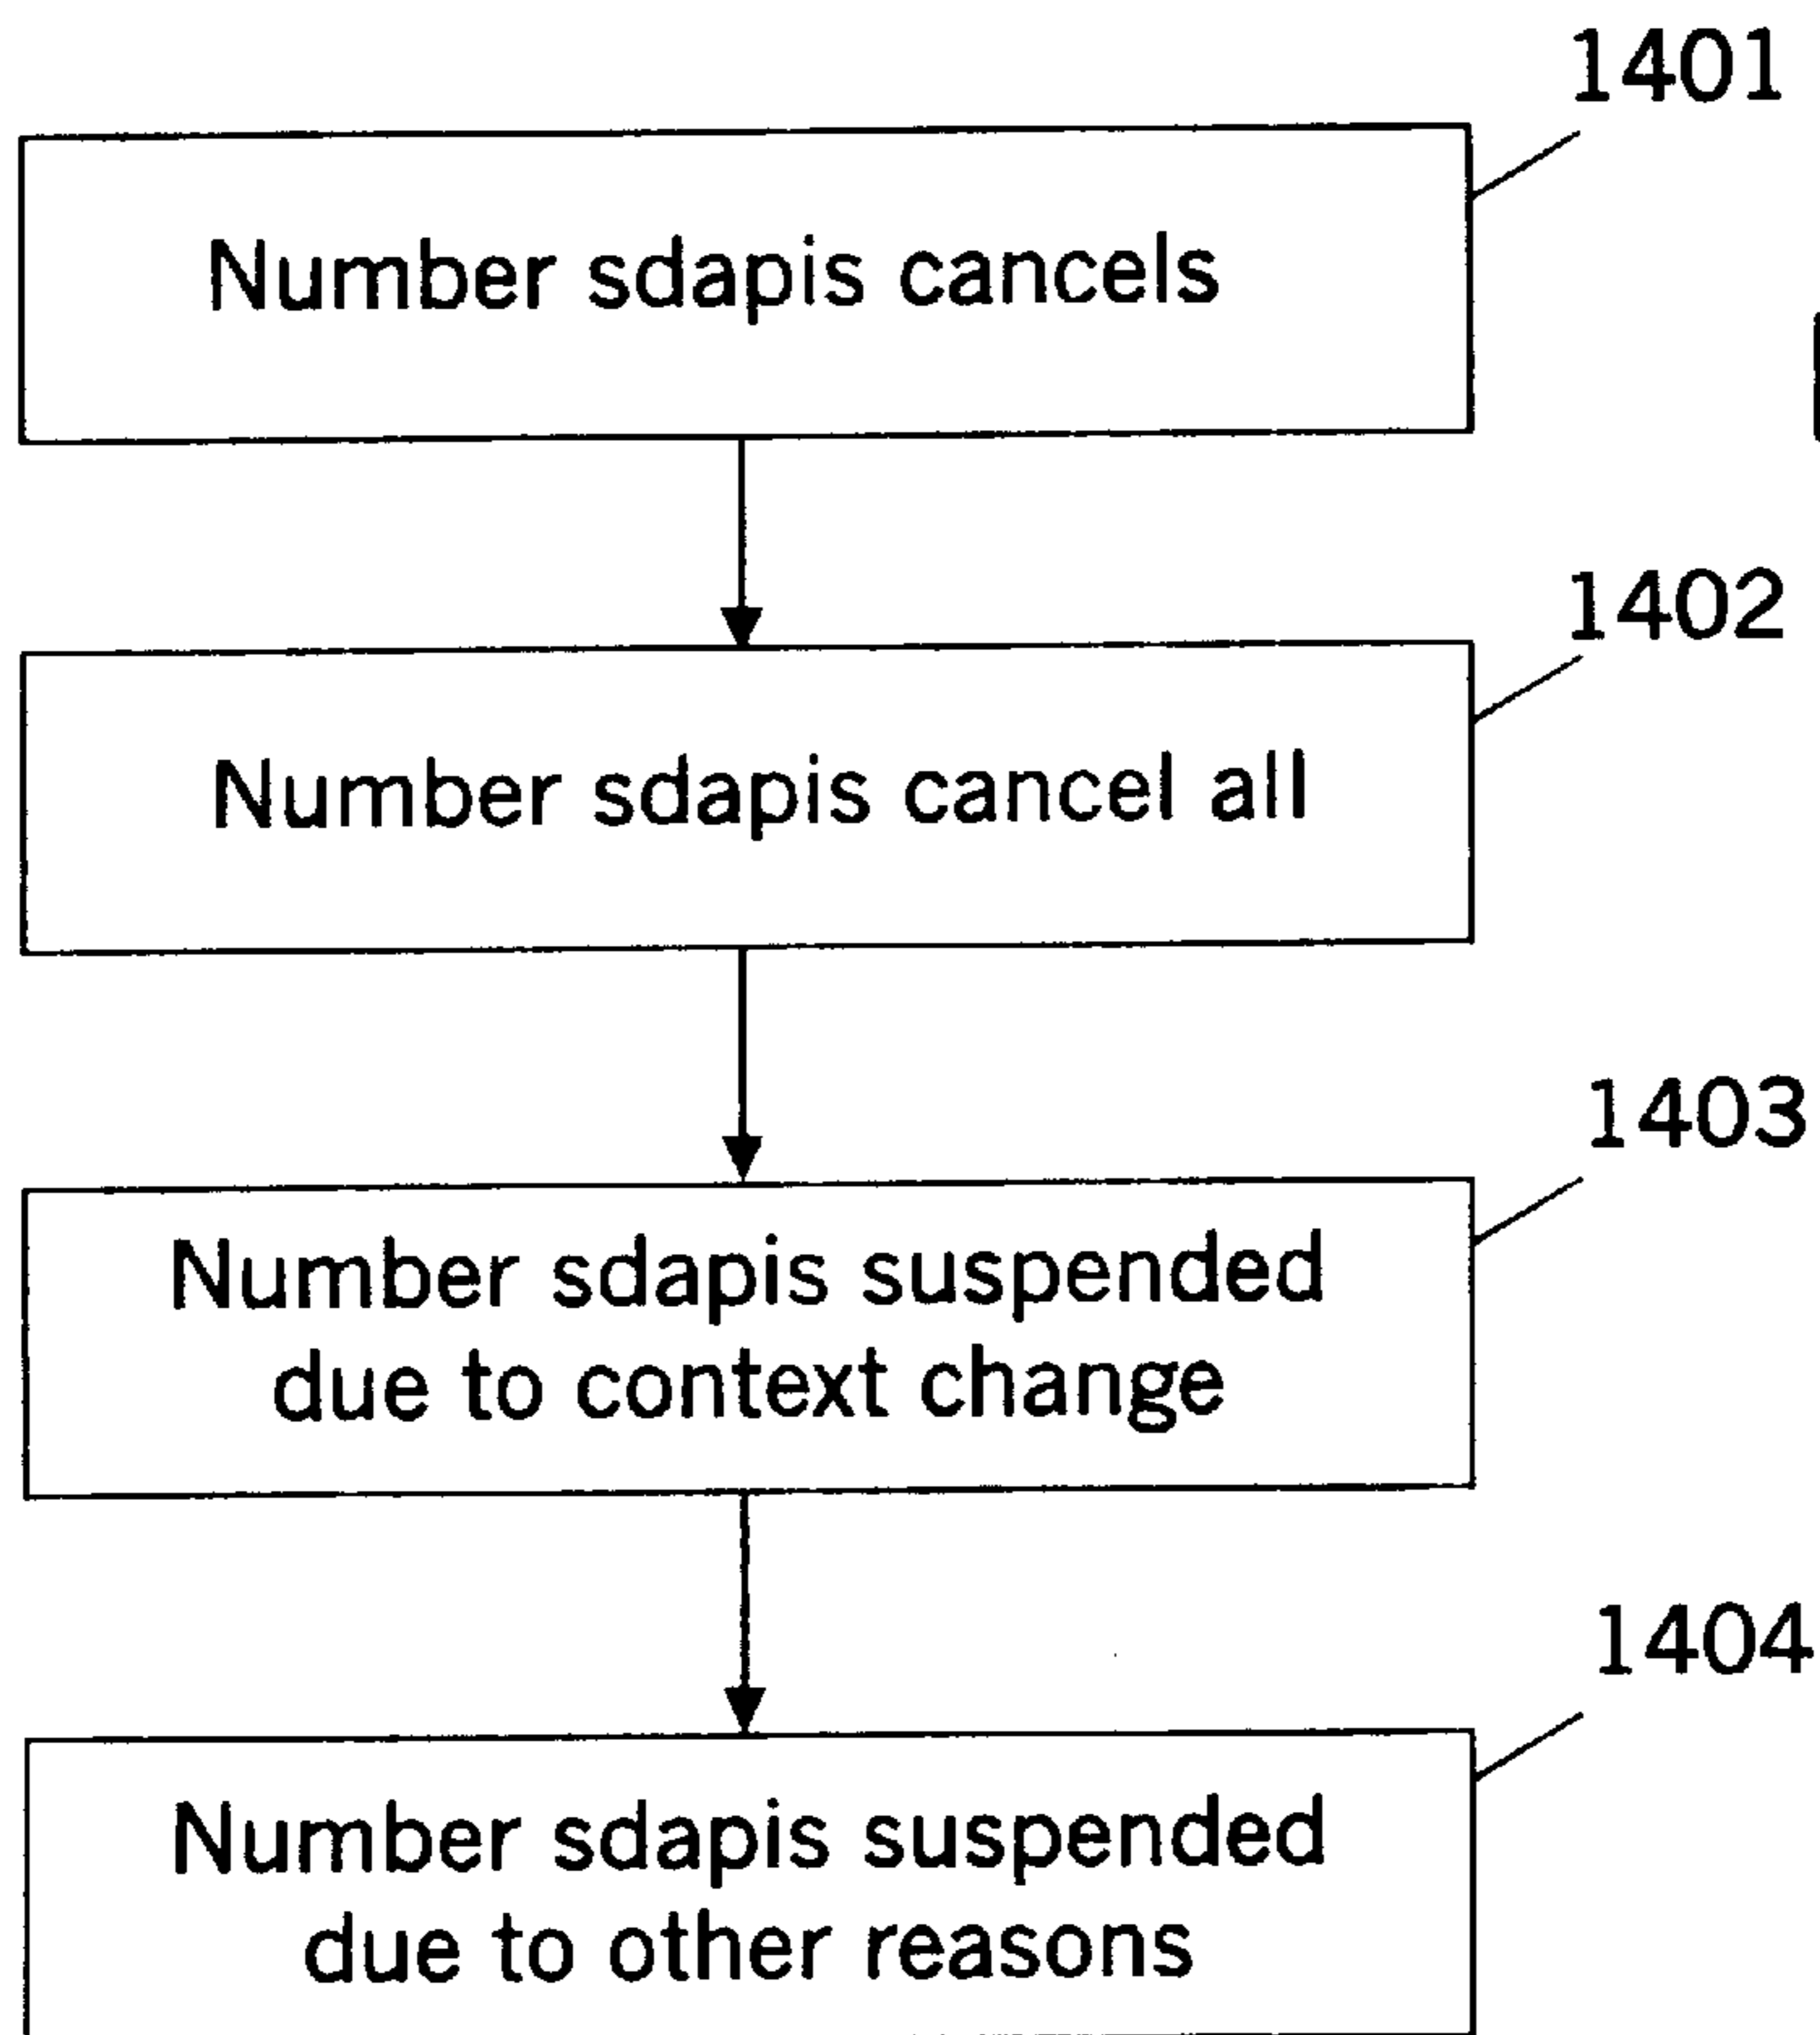 1401
Number sdapis cancels
1402
Number sdapis cancel all
1403
Number sdapis suspended
due to context change
1404
Number sdapis suspended
due to other reasons